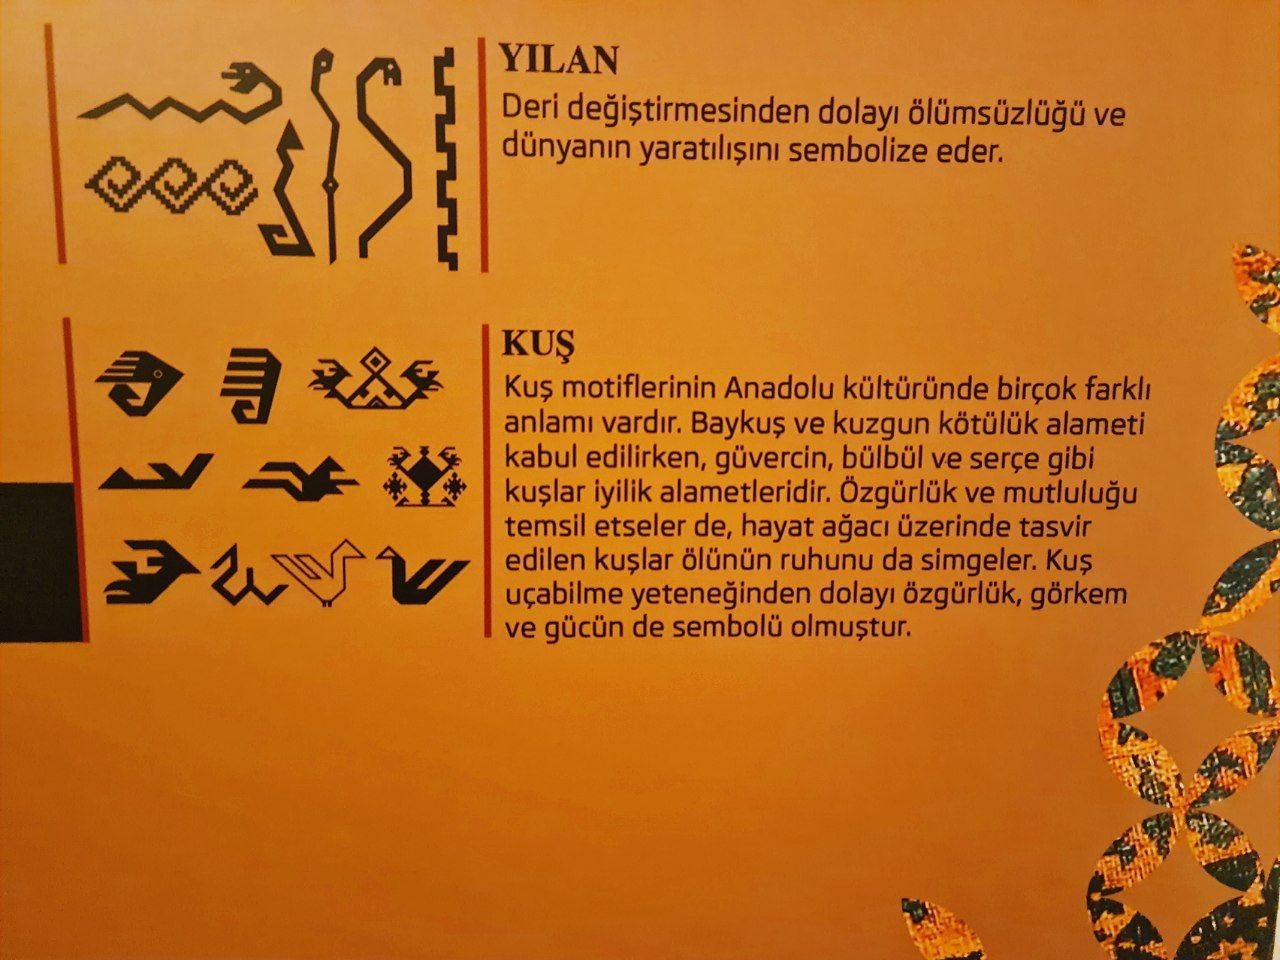 YILAN
Deri değiştirmesinden dolayı ölümsüzlüğü ve
dünyanın yaratılışını sembolize eder.
KUŞ
Kuş motiflerinin Anadolu kültüründe birçok farklı
anlamı vardır. Baykuş ve kuzgun kötülük alameti
kabul edilirken, güvercin, bülbül ve serçe gibi
kuşlar iyilik alametleridir. Özgürlük ve mutluluğu
temsil etseler de, hayat ağacı üzerinde tasvir
edilen kuşlar ölünün ruhunu da simgeler. Kuş
uçabilme yeteneğinden dolayı özgürlük, görkem
ve gücün de sembolü olmuştur.